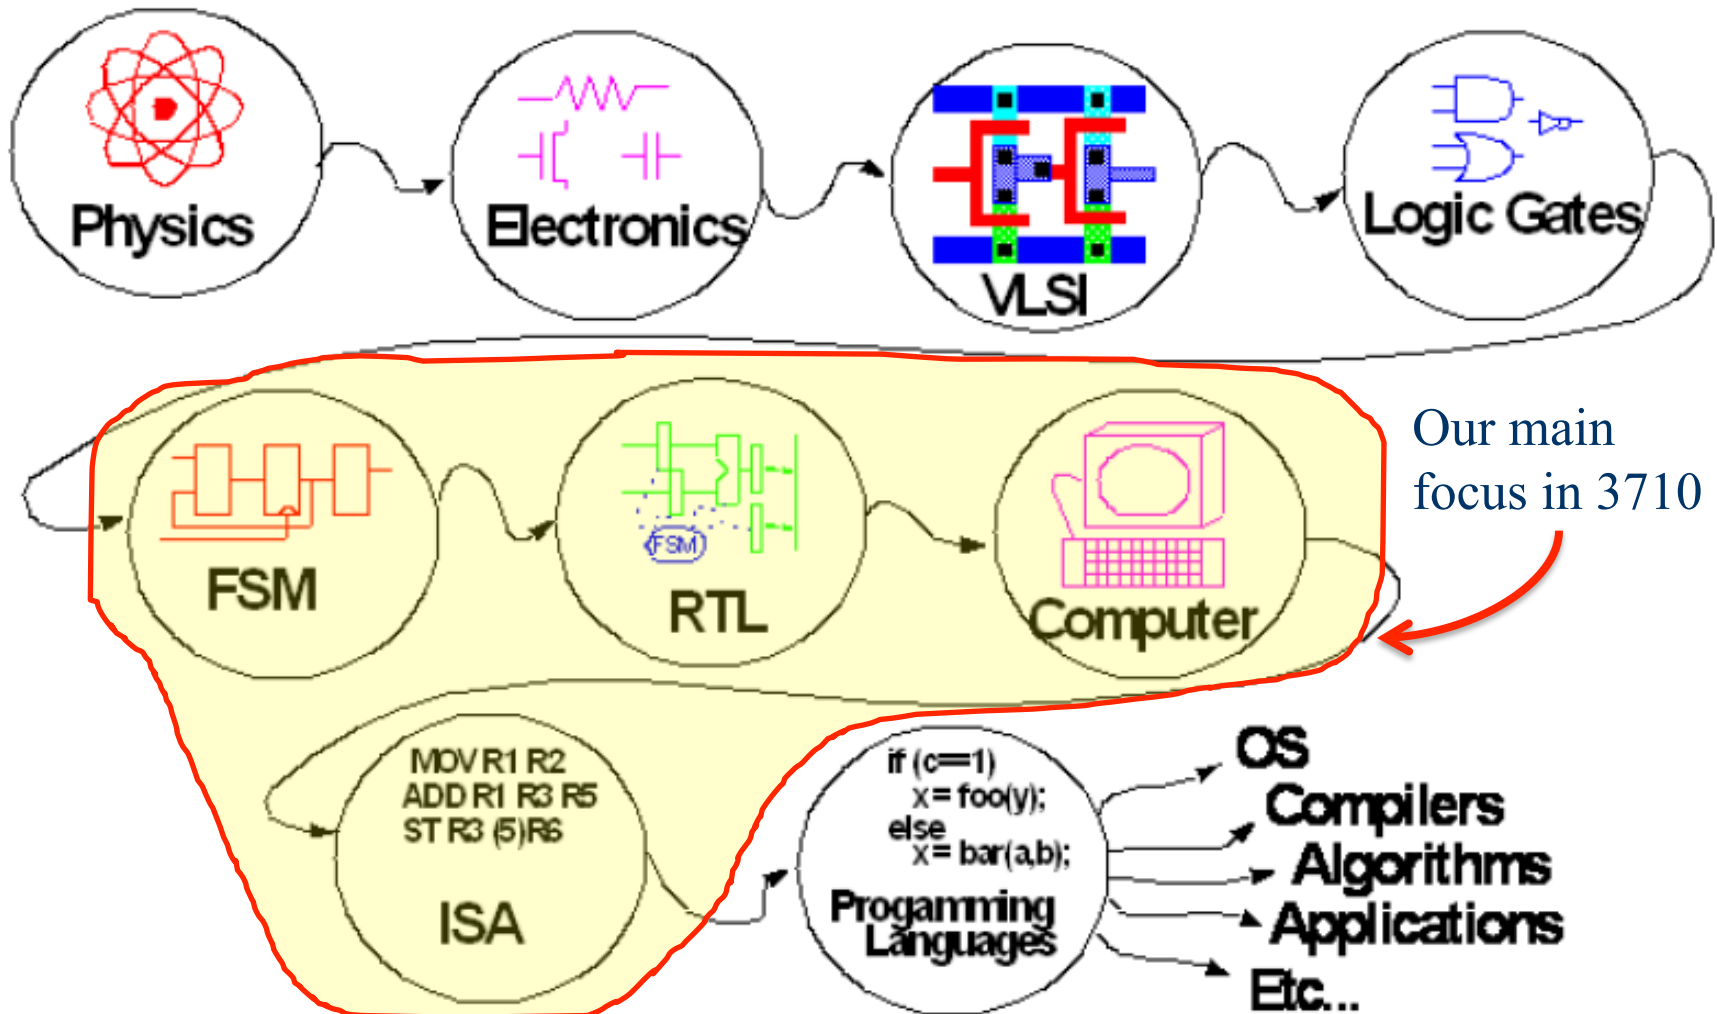 Physics
Electronics
VLSI
Logic Gates
FSM
FSM
RTL
Computer
Our main
focus in 3710
MOV R1 R2
ADD R1 R3 R5
ST R3 (5)R6
ISA
if (c==1)
x = foo(y);
else
x = bar(a,b);
Progamming
Languages
OS
Compilers
Algorithms
Applications
Etc...